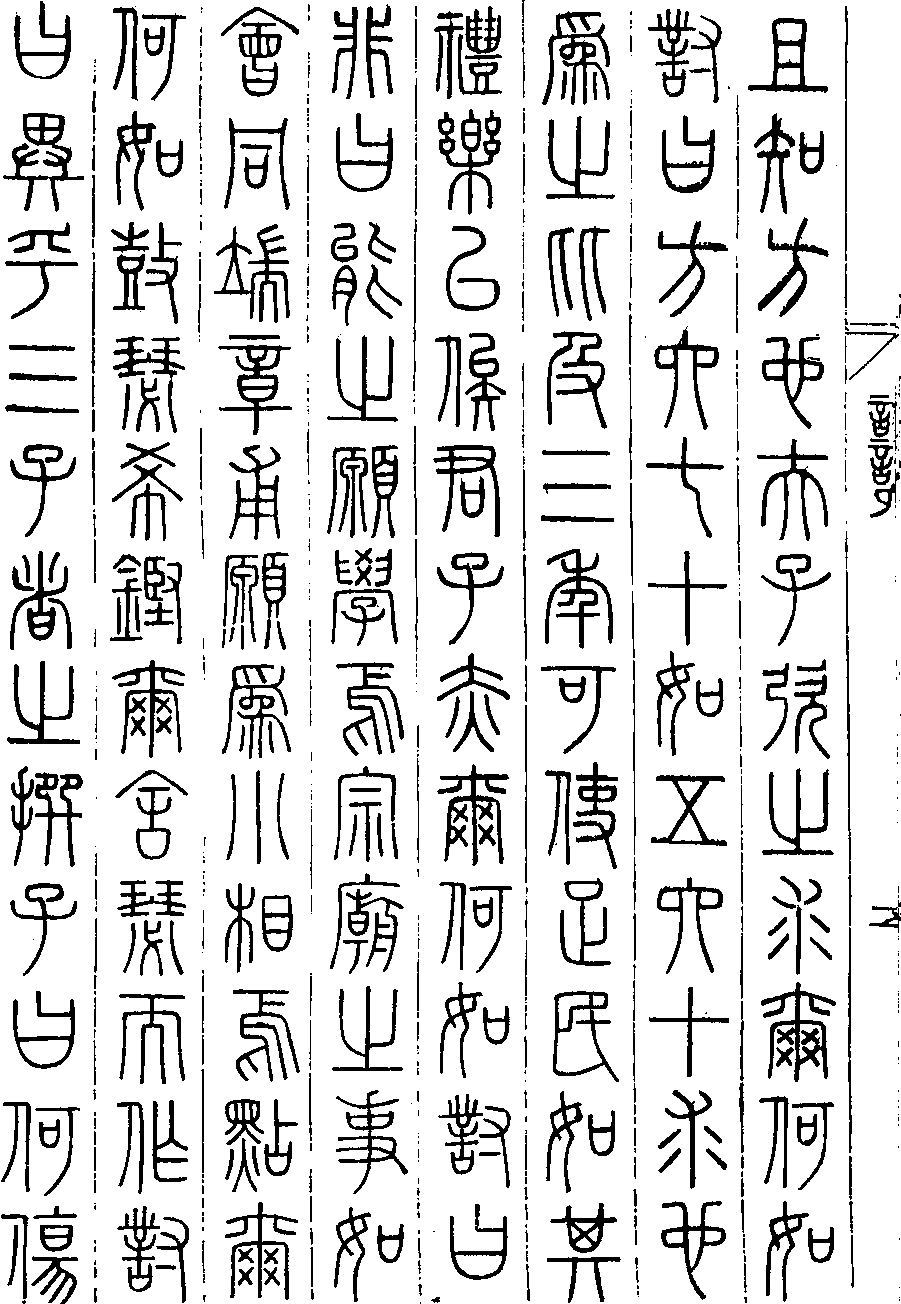 且知方也夫子弞之求爾何如
對曰方六七十如五六十求也
爲之比及三年可使足民如其
禮樂以俟君子赤爾何如對曰
非曰能之願學焉宗廟之事如
會同端章甫願爲小相焉點爾
何如鼓瑟希鏗爾舍瑟而作對
曰異乎三子者之撰子曰何傷